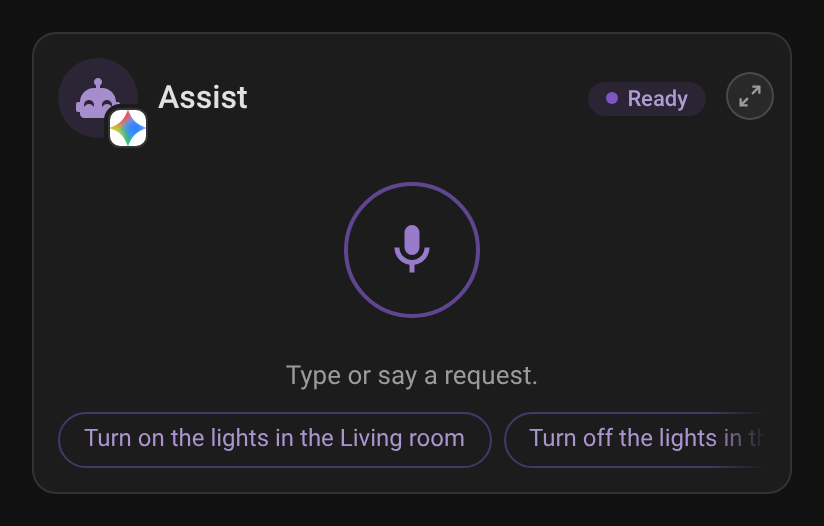 Assist
Ready
Type or say a request.
Turn on the lights in the Living room
Turn off the lights in